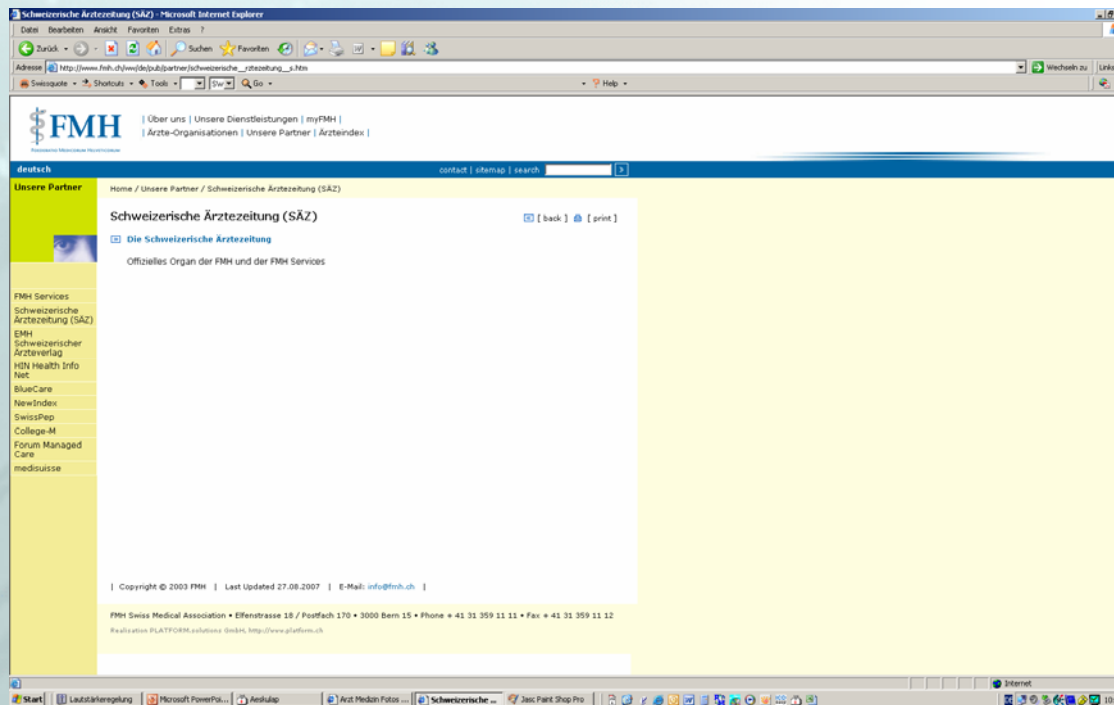 Schweizerische Ärztezeitung (SÄZ) - Microsoft Internet Explorer
Datei Bearbeiten Ansicht Favoriten Extras ?
Zurück Suchen Favoriten
Adresse http://www.fmh.ch/ww/de/pub/partner/schweizerische__rztezeitung__s.htm Wechseln zu Links
Swissquote Shortcuts Tools Go Help
FMH
| Über uns | Unsere Dienstleistungen | myFMH |
| Ärzte-Organisationen | Unsere Partner | Ärzteindex |
deutsch contact | sitemap | search
Unsere Partner
Home / Unsere Partner / Schweizerische Ärztezeitung (SÄZ)
Schweizerische Ärztezeitung (SÄZ) [ back ] [ print ]
Die Schweizerische Ärztezeitung
Offizielles Organ der FMH und der FMH Services
FMH Services
Schweizerische
Ärztezeitung (SÄZ)
EMH
Schweizerischer
Ärzteverlag
HIN Health Info
Net
BlueCare
NewIndex
SwissPep
College-M
Forum Managed
Care
medisuisse
| Copyright © 2003 FMH | Last Updated 27.08.2007 | E-Mail: info@fmh.ch |
FMH Swiss Medical Association • Elfenstrasse 18 / Postfach 170 • 3000 Bern 15 • Phone + 41 31 359 11 11 • Fax + 41 31 359 11 12
Realization PLATFORM.solutions GmbH, http://www.platform.ch
Internet
Start Lautstärkeregelung Microsoft PowerPoi... Aeskulap Arzt Medizin Fotos ... Schweizerische ... Jasc Paint Shop Pro